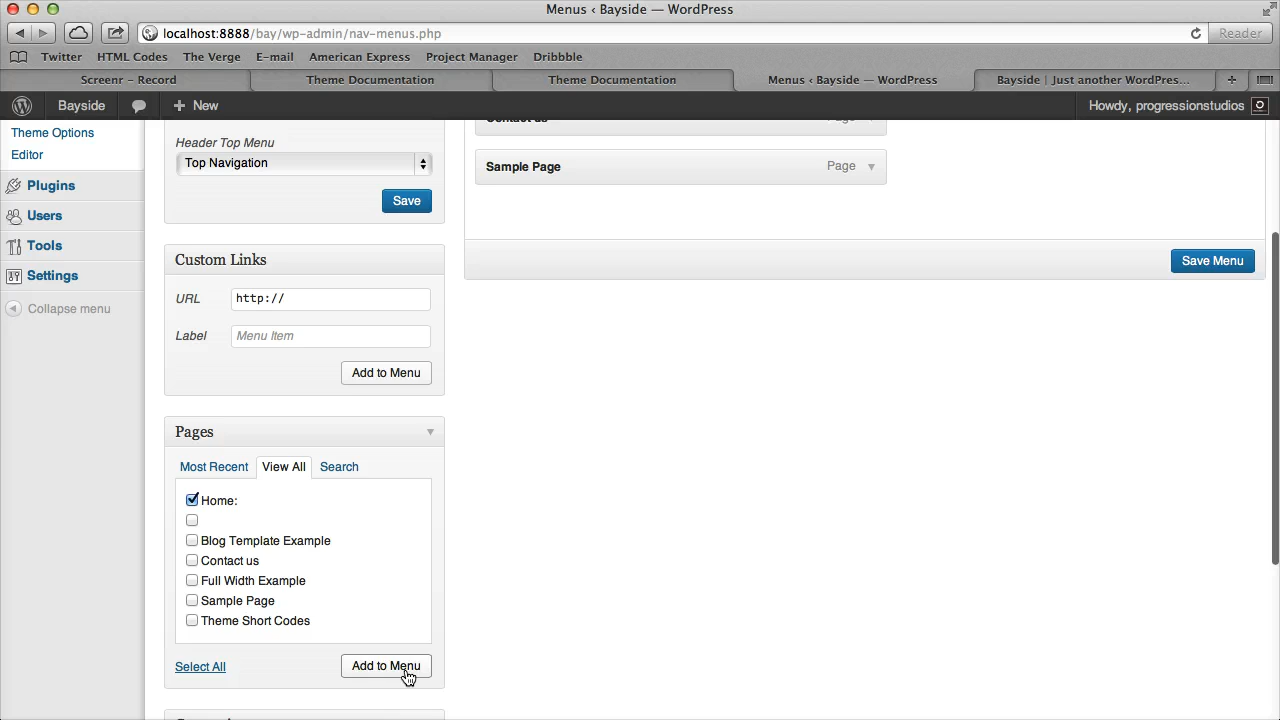 Menus ‹ Bayside — WordPress
localhost:8888/bay/wp-admin/nav-menus.php
Reader
Twitter HTML Codes The Verge E-mail American Express Project Manager Dribbble
Screenr – Record Theme Documentation Theme Documentation Menus ‹ Bayside — WordPress Bayside | Just another WordPres...
Bayside + New Howdy, progressionstudios
Theme Options
Editor
Plugins
Users
Tools
Settings
Collapse menu
Header Top Menu
Top Navigation
Save
Custom Links
URL http://
Label Menu Item
Add to Menu
Pages
Most Recent View All Search
Home:
Blog Template Example
Contact us
Full Width Example
Sample Page
Theme Short Codes
Select All Add to Menu
Contact us Page
Sample Page Page
Save Menu